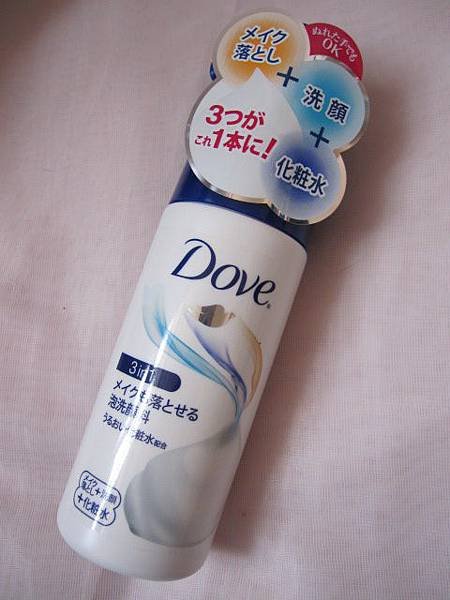 メイク
落とし
ぬれた手でも
OK
+
洗顔
+
化粧水
3つが
これ1本に!
Dove
3in1
メイクも落とせる
泡洗顔料
うるおい化粧水配合
メイク
落とし+洗顔
+化粧水